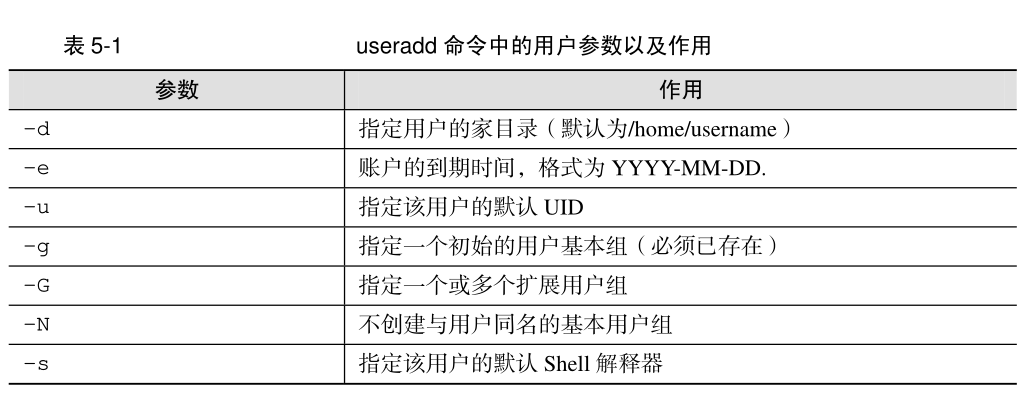 表 5-1 useradd 命令中的用户参数以及作用
参数 作用
-d 指定用户的家目录（默认为/home/username）
-e 账户的到期时间，格式为 YYYY-MM-DD.
-u 指定该用户的默认 UID
-g 指定一个初始的用户基本组（必须已存在）
-G 指定一个或多个扩展用户组
-N 不创建与用户同名的基本用户组
-s 指定该用户的默认 Shell 解释器